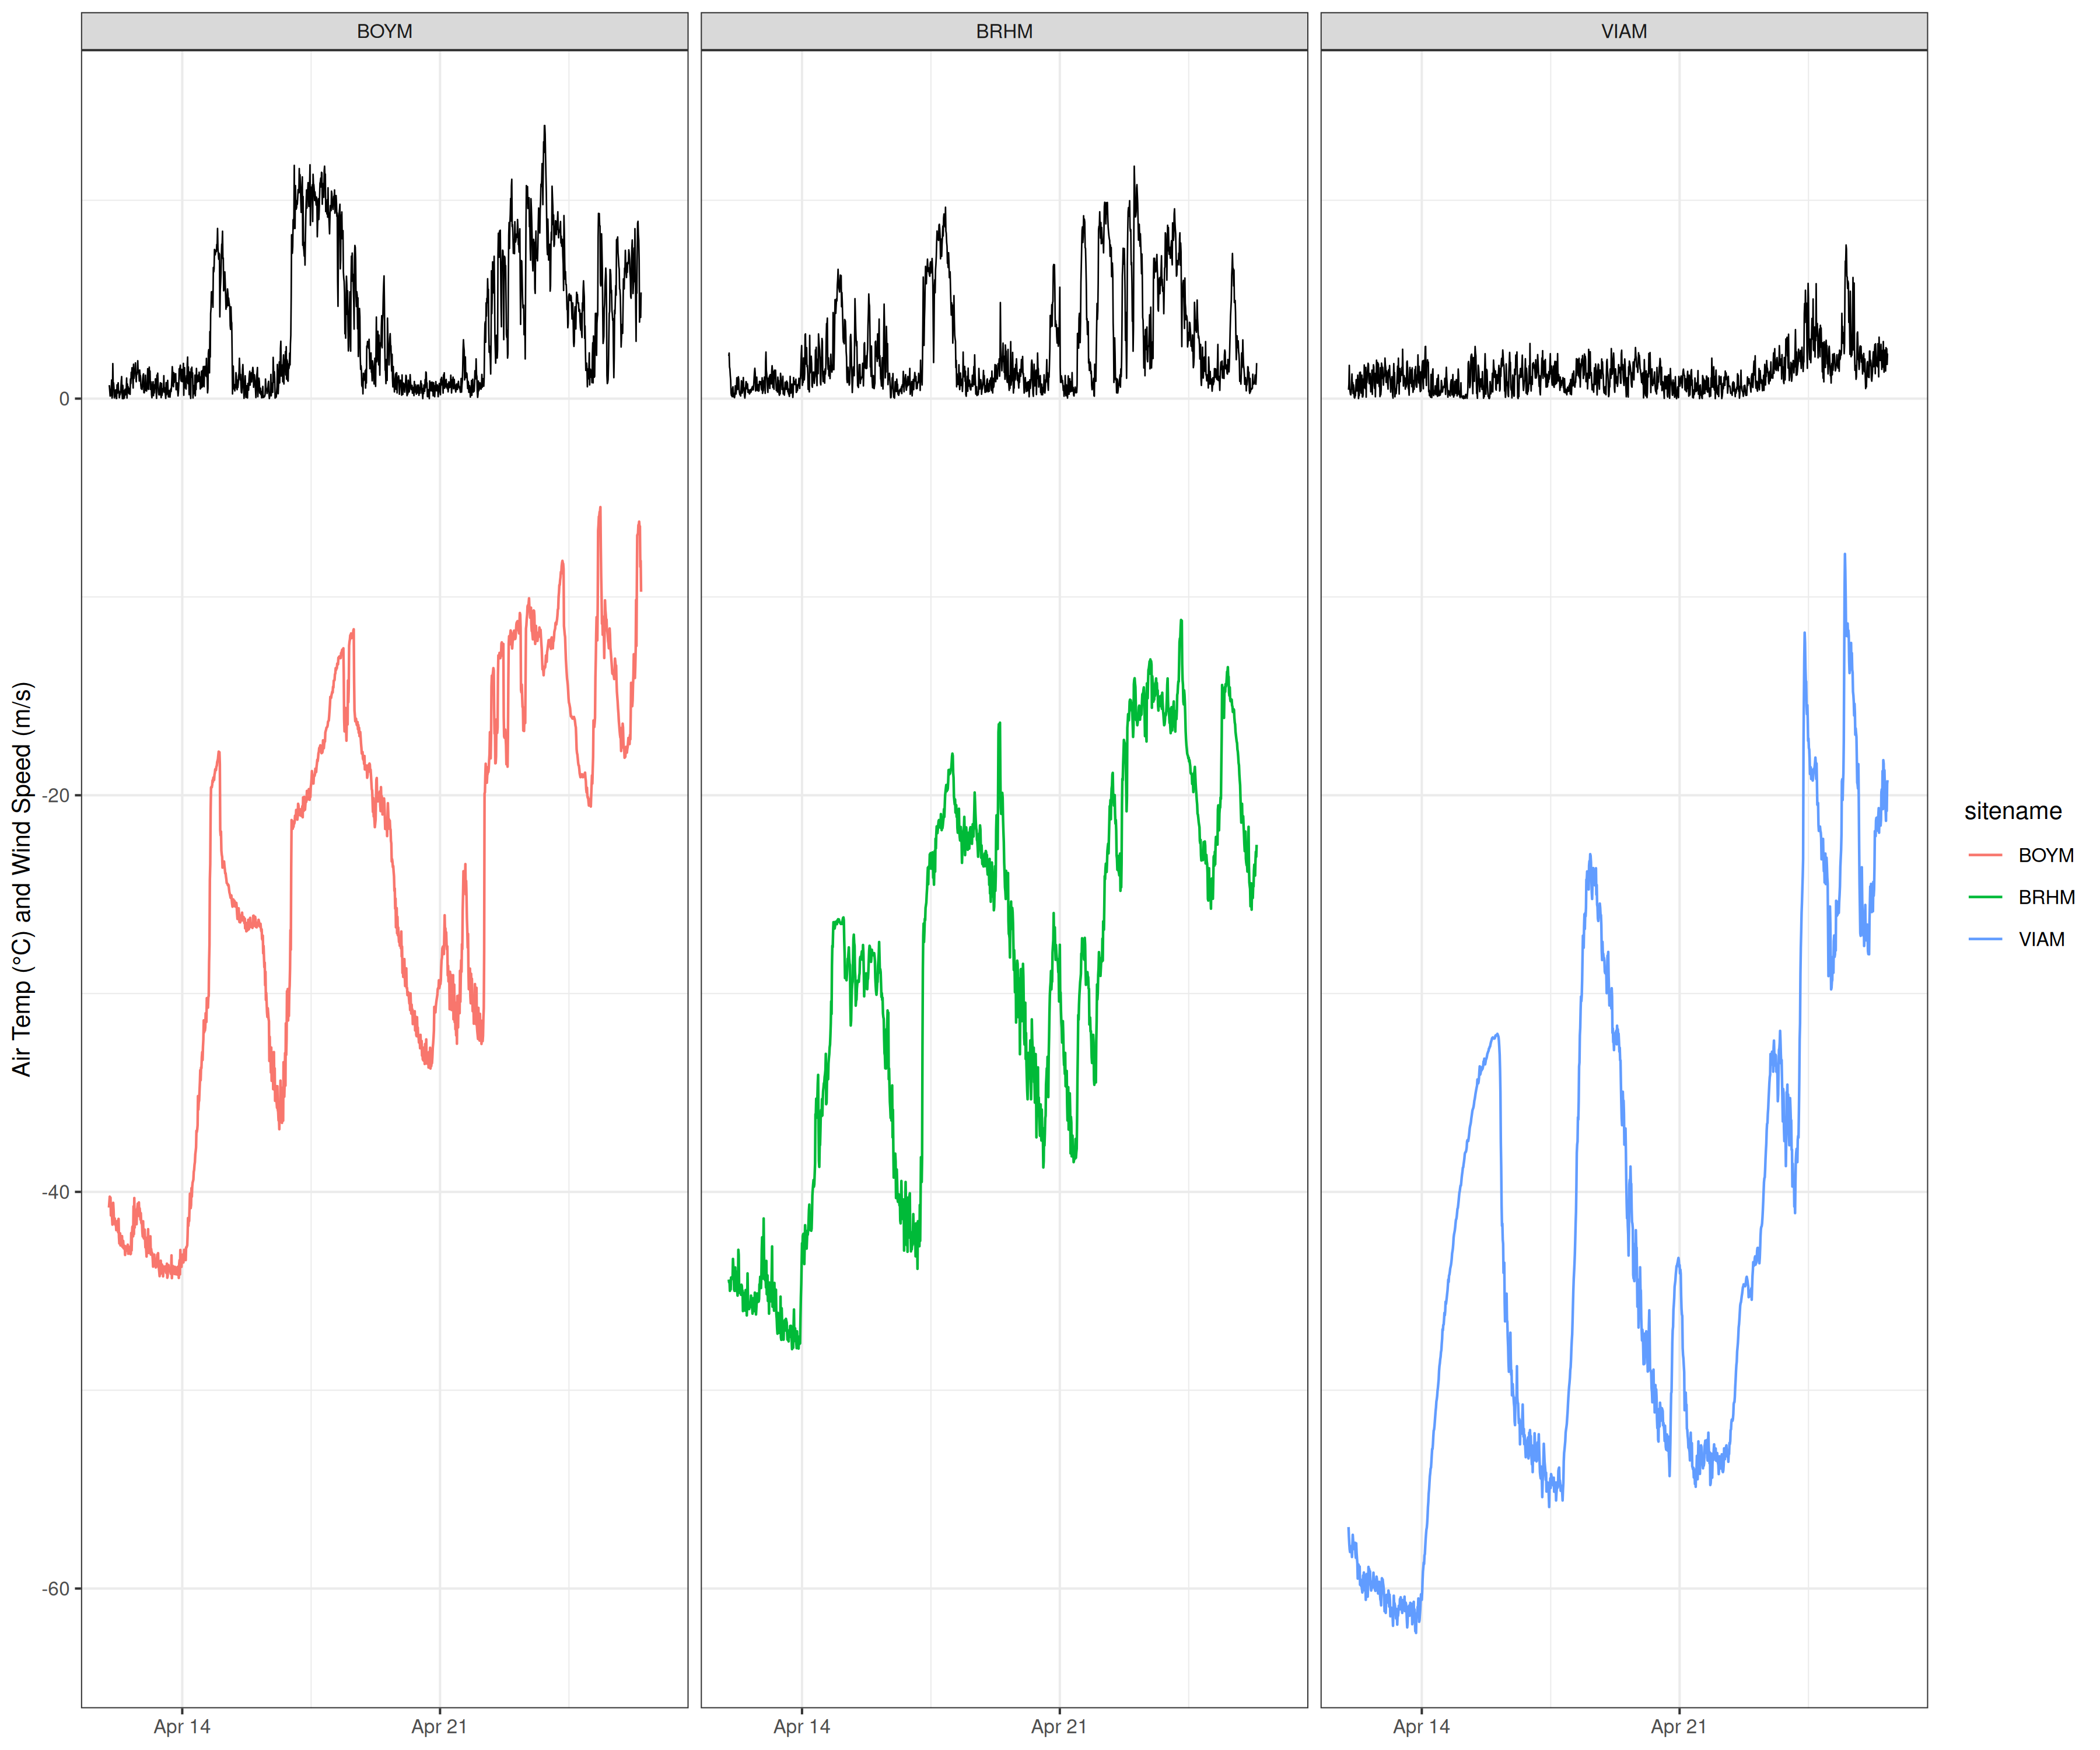 BOYM
BRHM
VIAM
0
-20
-40
-60
Air Temp (°C) and Wind Speed (m/s)
Apr 14
Apr 21
Apr 14
Apr 21
Apr 14
Apr 21
sitename
BOYM
BRHM
VIAM